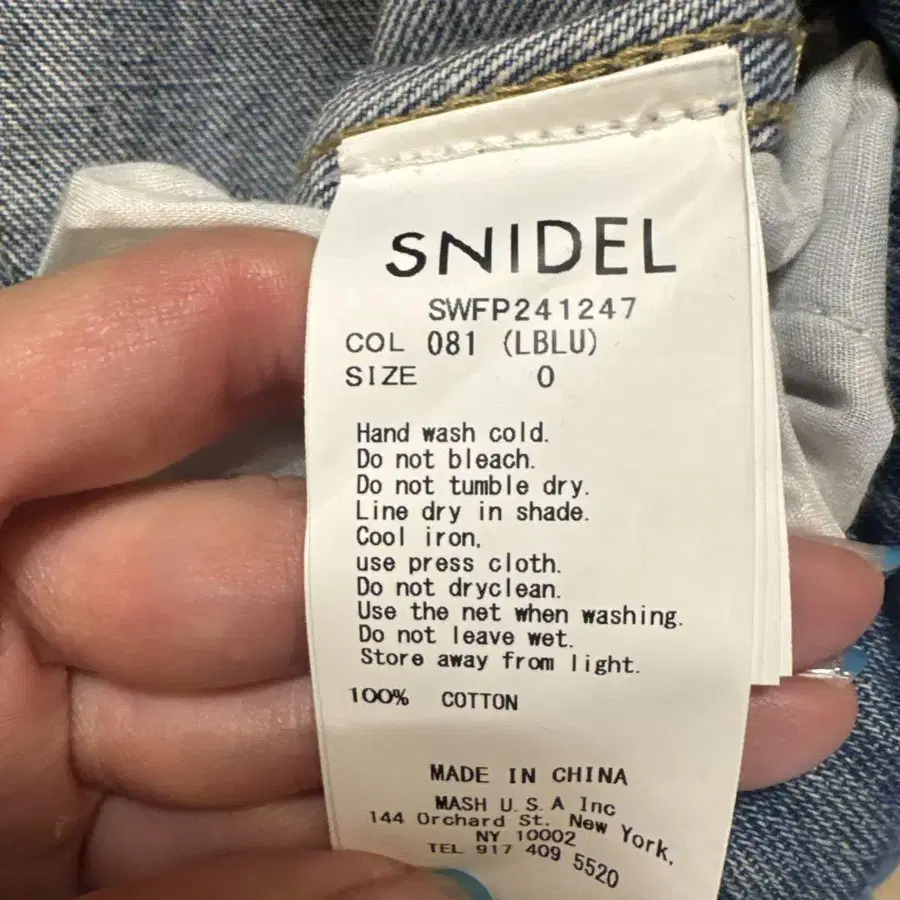 SNIDEL
SWFP241247
COL 081 (LBLU)
SIZE 0
Hand wash cold.
Do not bleach.
Do not tumble dry.
Line dry in shade.
Cool iron,
use press cloth.
Do not dryclean.
Use the net when washing.
Do not leave wet.
Store away from light.
100% COTTON
MADE IN CHINA
MASH U.S.A Inc
144 Orchard St. New York,
NY 10002
TEL 917 409 5520